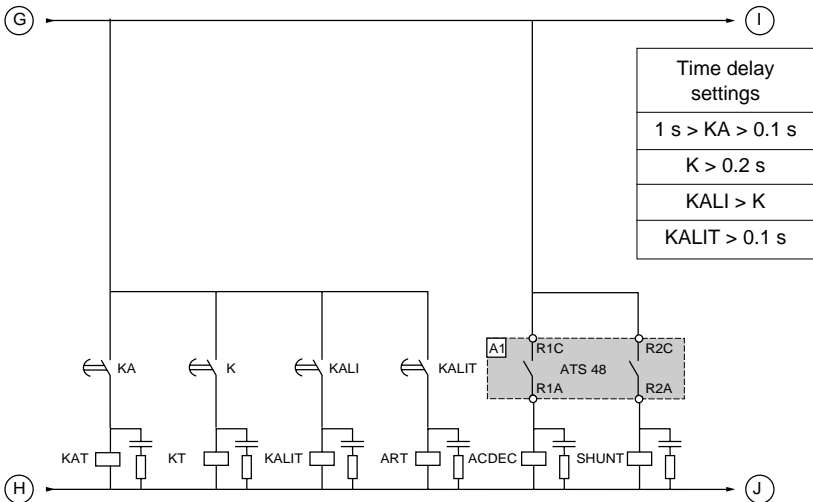 G
I
Time delay
settings
1 s > KA > 0.1 s
K > 0.2 s
KALI > K
KALIT > 0.1 s
A1
R1C
R2C
KA
K
KALI
KALIT
ATS 48
R1A
R2A
KAT
KT
KALIT
ART
ACDEC
SHUNT
H
J